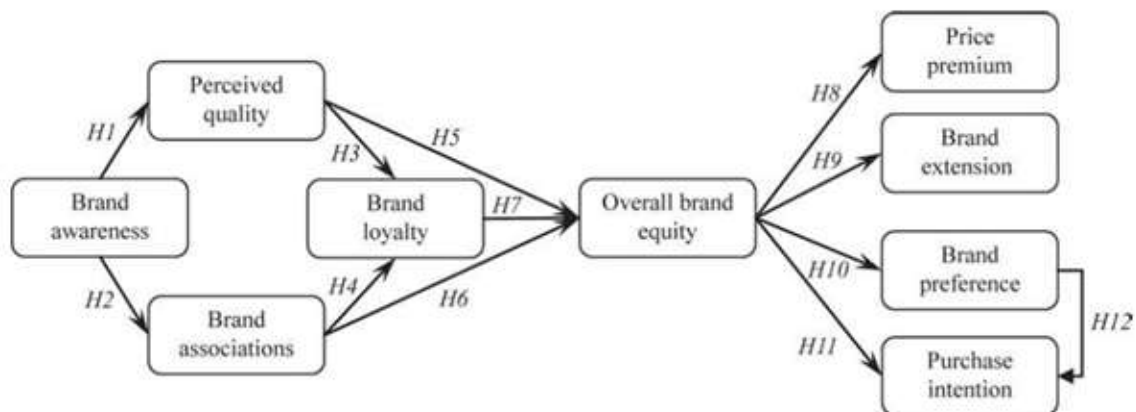 Price
premium
Perceived
quality
H8
H1
H5
H3
H9
Brand
extension
Brand
awareness
Brand
loyalty
H7
Overall brand
equity
H2
H4
H6
H10
Brand
preference
Brand
associations
H11
H12
Purchase
intention